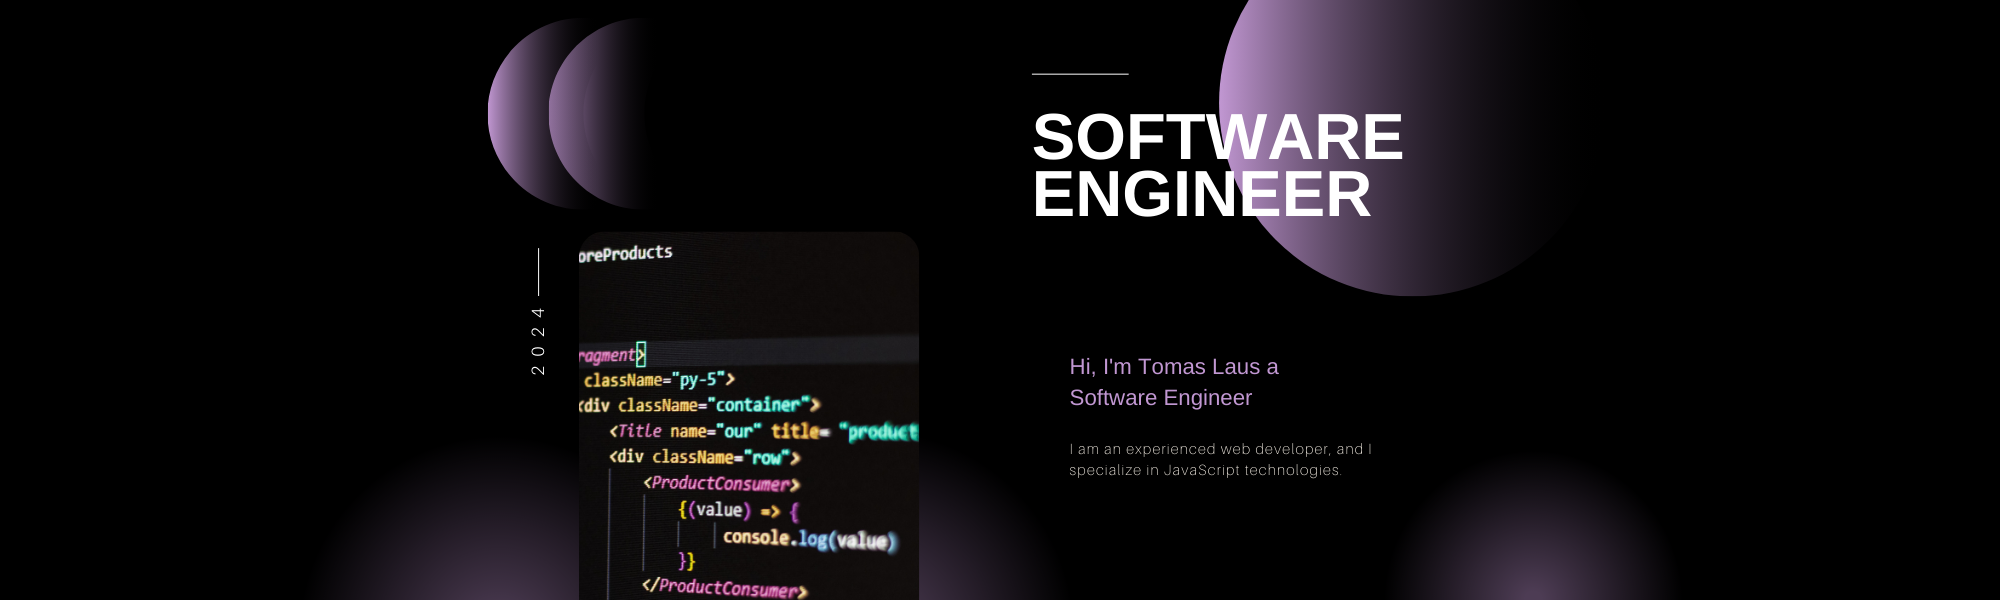 SOFTWARE
ENGINEER
2024
oreProducts
ragment>
className="py-5">
<div className="container">
<Title name="our" title= "product
<div className="row">
<ProductConsumer>
{(value) => {
console.log(value)
}}
</ProductConsumer>
Hi, I'm Tomas Laus a
Software Engineer
I am an experienced web developer, and I
specialize in JavaScript technologies.